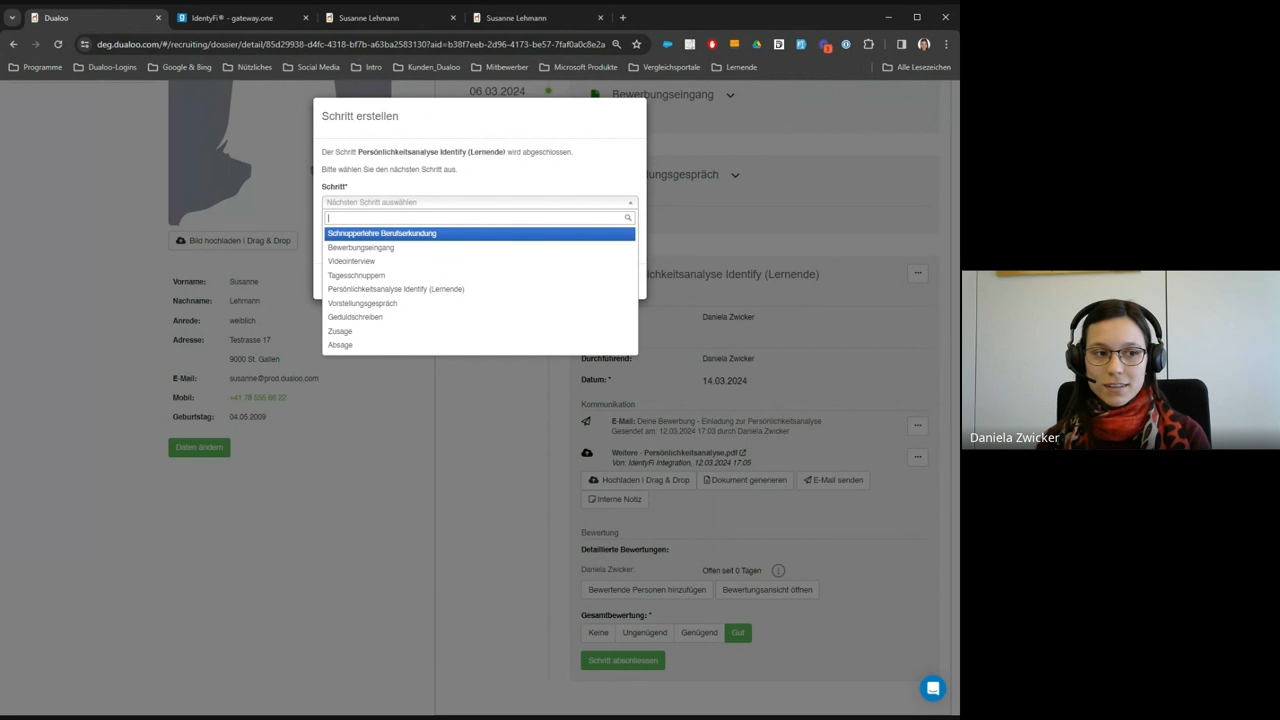 Dualoo
IdentyFi® - gateway.one
Susanne Lehmann
Susanne Lehmann
deg.dualoo.com/#/recruiting/dossier/detail/85d29938-d4fc-4318-bf7b-a63ba2583130?aid=b38f7eeb-2d96-4173-be57-7faf0a0c8e2a
Programme
Dualoo-Logins
Google & Bing
Nützliches
Social Media
Intro
Kunden_Dualoo
Mitbewerber
Microsoft Produkte
Vergleichsportale
Lernende
Alle Lesezeichen
06.03.2024
Bewerbungseingang
Schritt erstellen
Der Schritt Persönlichkeitsanalyse Identify (Lernende) wird abgeschlossen.
Bitte wählen Sie den nächsten Schritt aus.
Schritt*
Nächsten Schritt auswählen
Schnupperlehre Berufserkundung
Bewerbungseingang
Videointerview
Tagesschnuppern
Persönlichkeitsanalyse Identify (Lernende)
Vorstellungsgespräch
Geduldschreiben
Zusage
Absage
ungsgespräch
ichkeitsanalyse Identify (Lernende)
Bild hochladen | Drag & Drop
Vorname: Susanne
Nachname: Lehmann
Anrede: weiblich
Adresse: Testrasse 17
9000 St. Gallen
E-Mail: susanne@prod.dualoo.com
Mobil: +41 78 555 66 22
Geburtstag: 04.05.2009
Daten ändern
Daniela Zwicker
Durchführend: Daniela Zwicker
Datum: * 14.03.2024
Kommunikation
E-Mail: Deine Bewerbung - Einladung zur Persönlichkeitsanalyse
Gesendet am: 12.03.2024 17:03 durch Daniela Zwicker
Weitere - Persönlichkeitsanalyse.pdf
Von: IdentyFi Integration, 12.03.2024 17:05
Hochladen | Drag & Drop
Dokument generieren
E-Mail senden
Interne Notiz
Bewertung
Detaillierte Bewertungen:
Daniela Zwicker: Offen seit 0 Tagen
Bewertende Personen hinzufügen
Bewertungsansicht öffnen
Gesamtbewertung: *
Keine
Ungenügend
Genügend
Gut
Schritt abschliessen
Daniela Zwicker